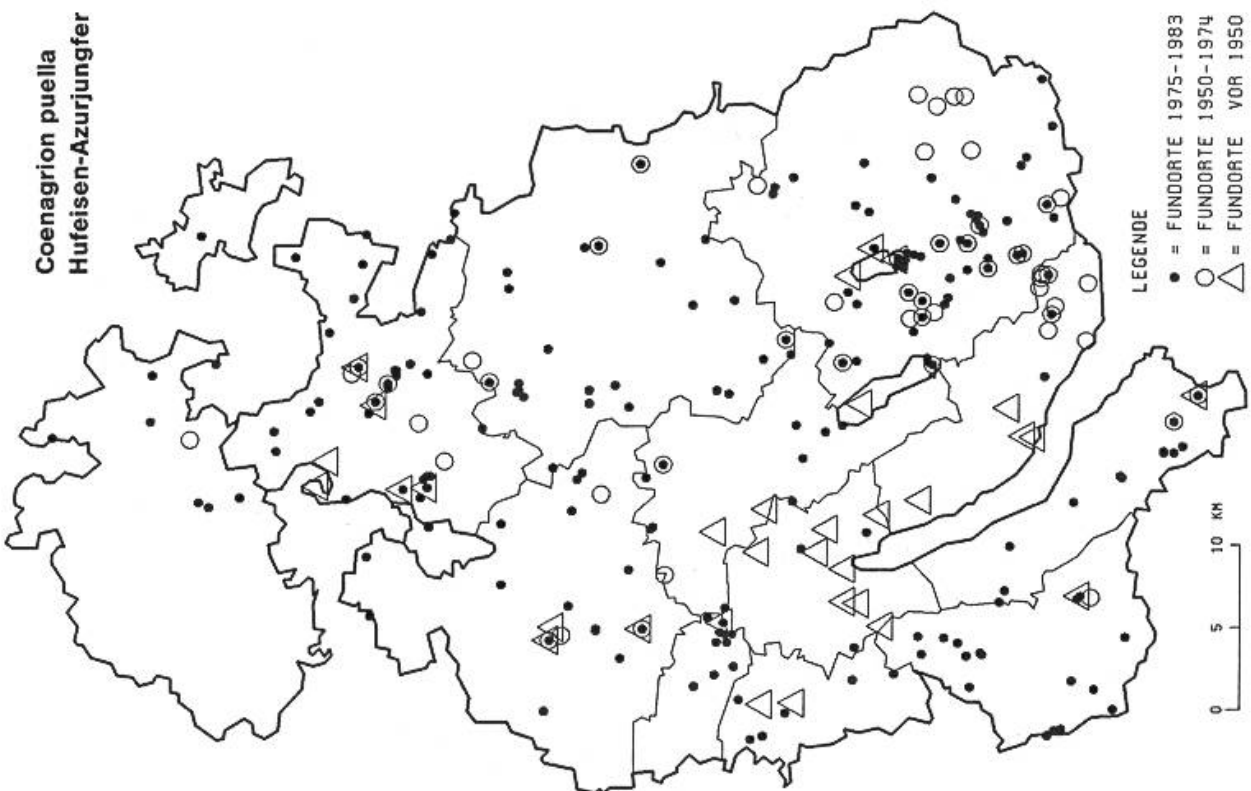 Coenagrion puella
Hufeisen-Azurjungfer
LEGENDE
= FUNDORTE 1975-1983
= FUNDORTE 1950-1974
= FUNDORTE VOR 1950
0 5 10 KM